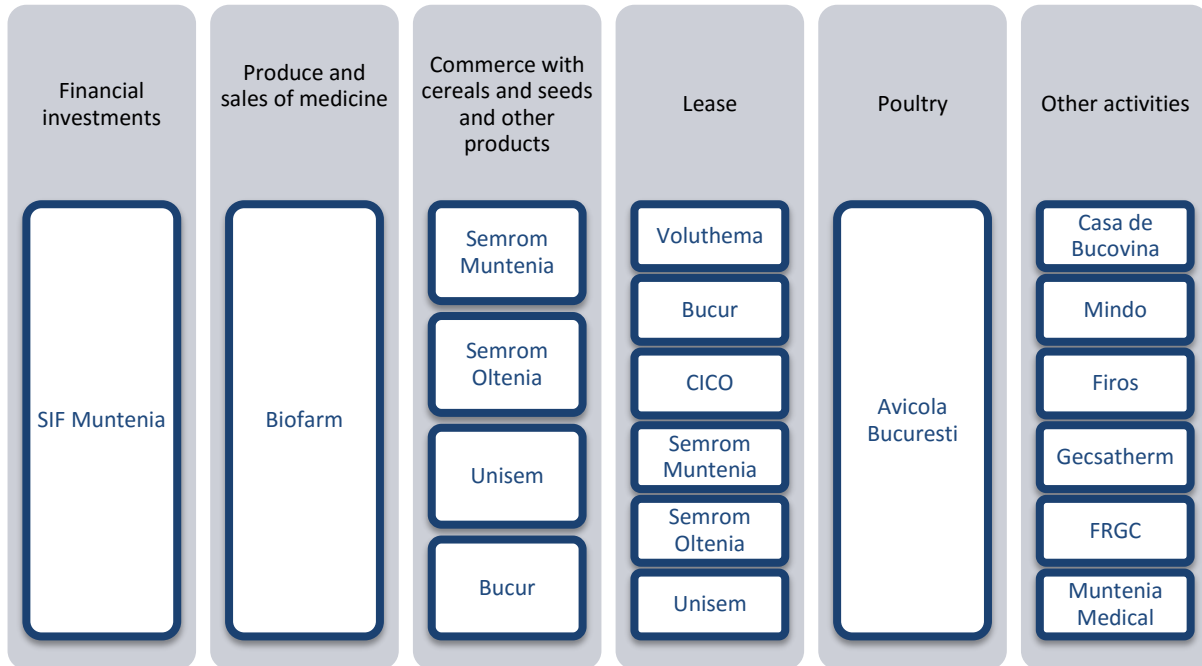 Financial
investments
SIF Muntenia
Produce and
sales of medicine
Biofarm
Commerce with
cereals and seeds
and other
products
Semrom
Muntenia
Semrom
Oltenia
Unisem
Bucur
Lease
Voluthema
Bucur
CICO
Semrom
Muntenia
Semrom
Oltenia
Unisem
Poultry
Avicola
Bucuresti
Other activities
Casa de
Bucovina
Mindo
Firos
Gecsatherm
FRGC
Muntenia
Medical